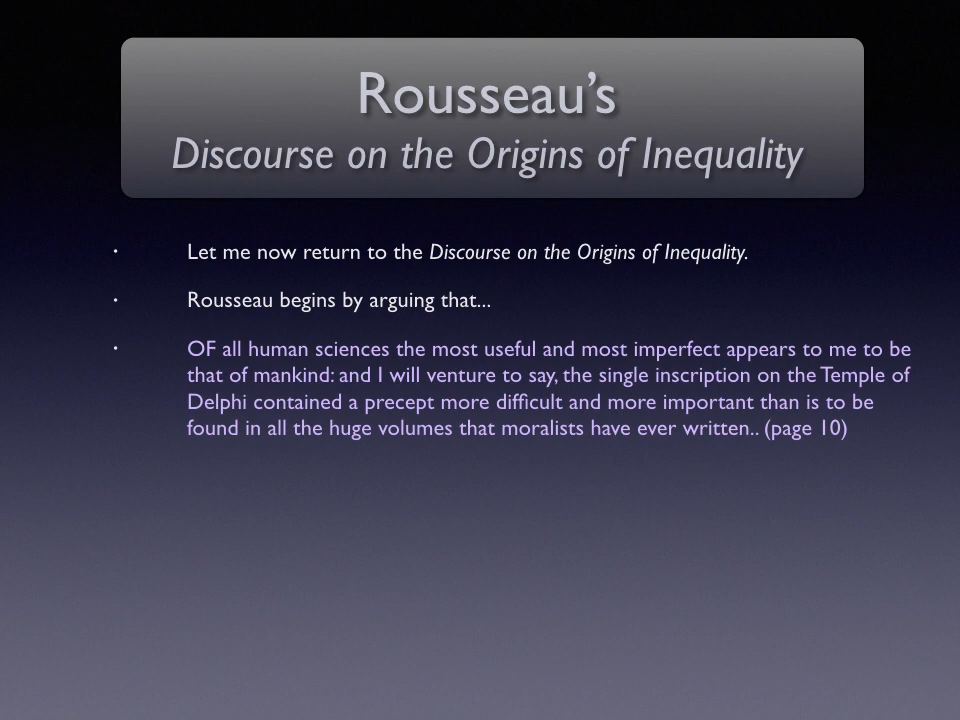 Rousseau’s
Discourse on the Origins of Inequality
· Let me now return to the Discourse on the Origins of Inequality.
· Rousseau begins by arguing that...
· OF all human sciences the most useful and most imperfect appears to me to be
that of mankind: and I will venture to say, the single inscription on the Temple of
Delphi contained a precept more difficult and more important than is to be
found in all the huge volumes that moralists have ever written.. (page 10)